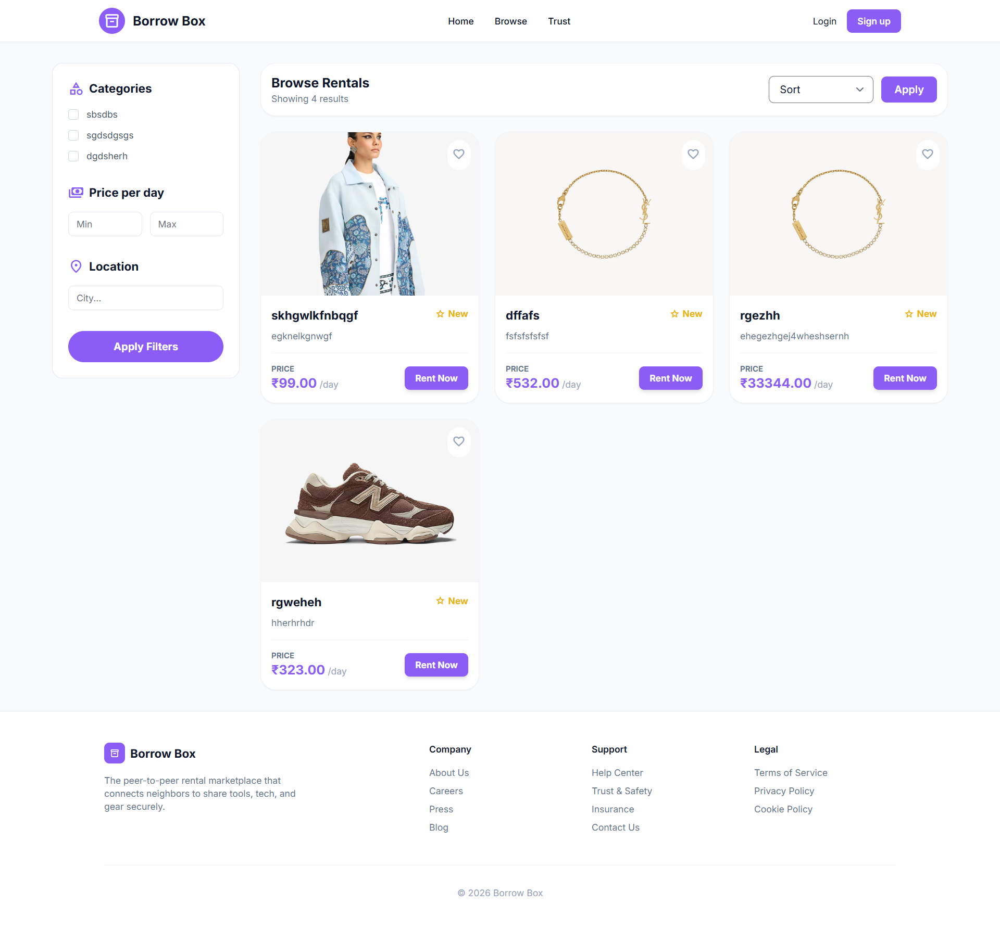 Borrow Box
Home
Browse
Trust
Login
Sign up
Categories
sbsdbs
sgdsdgsgs
dgdsherh
Price per day
Min
Max
Location
City...
Apply Filters
Browse Rentals
Showing 4 results
Sort
Apply
skhgwlkfnbqgf
New
egknelkgnwgf
PRICE
₹99.00 /day
Rent Now
dffafs
New
fsfsfsfsfsf
PRICE
₹532.00 /day
Rent Now
rgezhh
New
ehegezhgej4wheshsernh
PRICE
₹33344.00 /day
Rent Now
rgweheh
New
hherhrhdr
PRICE
₹323.00 /day
Rent Now
Borrow Box
The peer-to-peer rental marketplace that
connects neighbors to share tools, tech, and
gear securely.
Company
About Us
Careers
Press
Blog
Support
Help Center
Trust & Safety
Insurance
Contact Us
Legal
Terms of Service
Privacy Policy
Cookie Policy
© 2026 Borrow Box